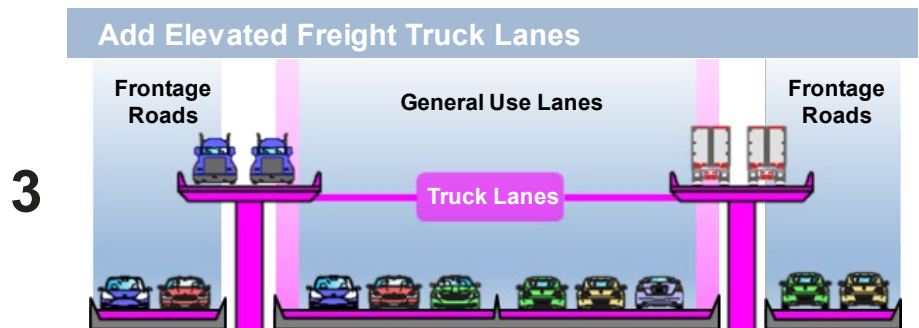 3
Add Elevated Freight Truck Lanes
Frontage
Roads
General Use Lanes
Frontage
Roads
Truck Lanes